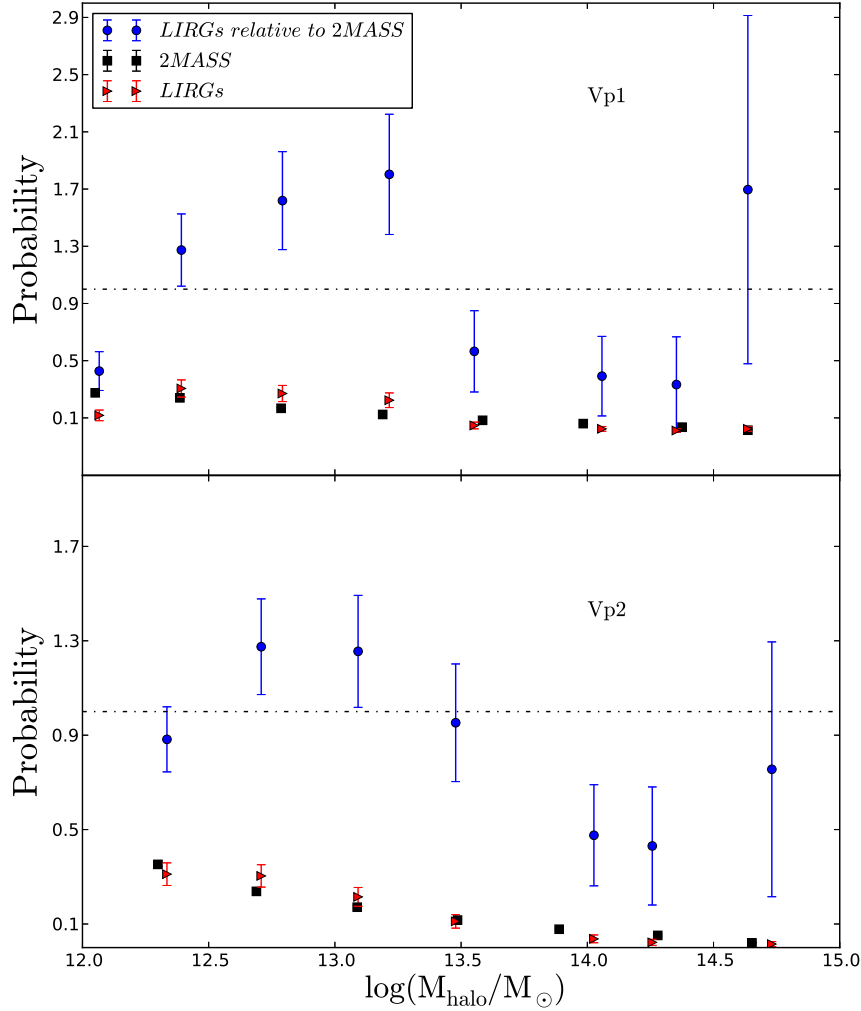 2.9
LIRGs relative to 2MASS
2MASS
2.5
LIRGs
Vp1
2.1
1.7
1.3
0.9
0.5
0.1
Probability
1.7
Vp2
1.3
0.9
0.5
0.1
Probability
12.0 12.5 13.0 13.5 14.0 14.5 15.0
log(M_halo/M_☉)